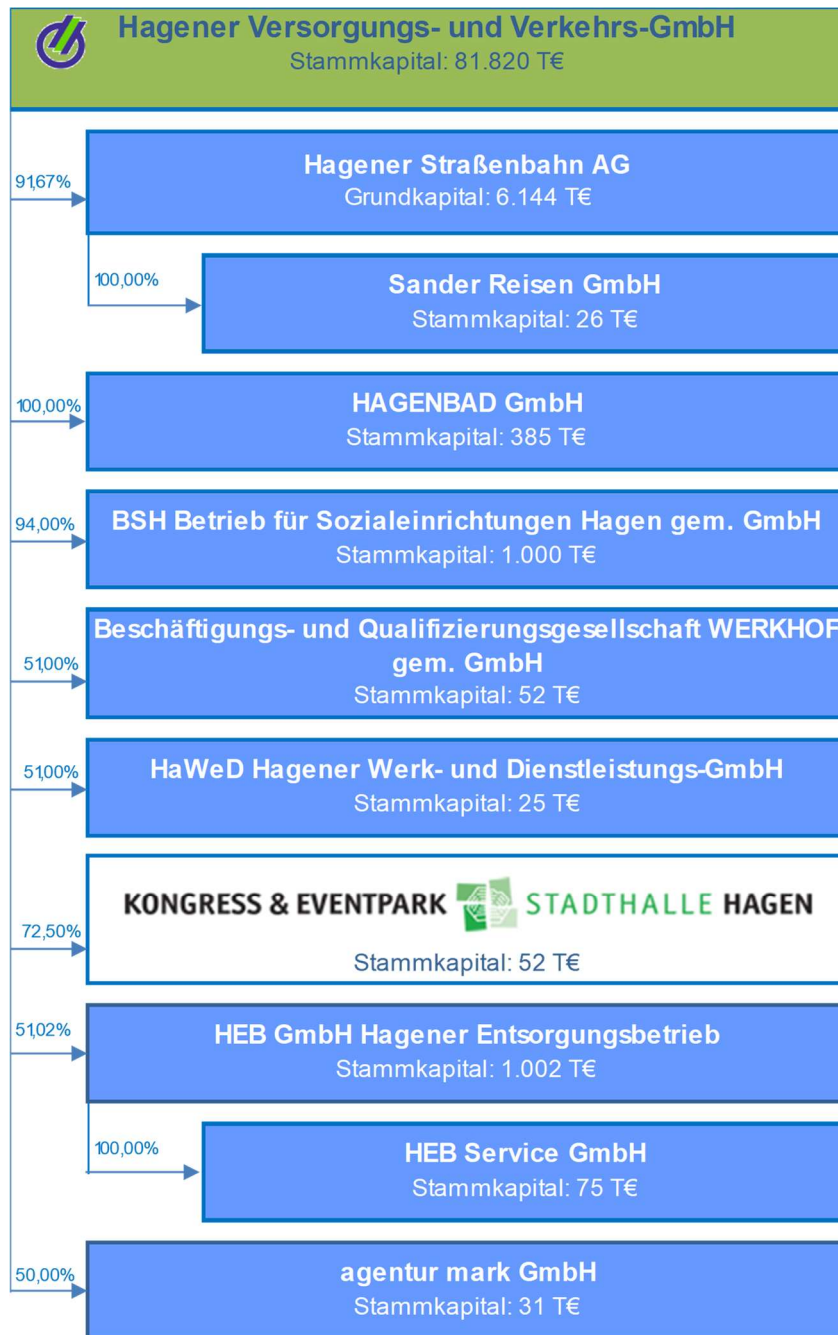 Hagener Versorgungs- und Verkehrs-GmbH
Stammkapital: 81.820 T€
91,67%
Hagener Straßenbahn AG
Grundkapital: 6.144 T€
100,00%
Sander Reisen GmbH
Stammkapital: 26 T€
100,00%
HAGENBAD GmbH
Stammkapital: 385 T€
94,00%
BSH Betrieb für Sozialeinrichtungen Hagen gem. GmbH
Stammkapital: 1.000 T€
51,00%
Beschäftigungs- und Qualifizierungsgesellschaft WERKHOF
gem. GmbH
Stammkapital: 52 T€
51,00%
HaWeD Hagener Werk- und Dienstleistungs-GmbH
Stammkapital: 25 T€
72,50%
KONGRESS & EVENTPARK STADTHALLE HAGEN
Stammkapital: 52 T€
51,02%
HEB GmbH Hagener Entsorgungsbetrieb
Stammkapital: 1.002 T€
100,00%
HEB Service GmbH
Stammkapital: 75 T€
50,00%
agentur mark GmbH
Stammkapital: 31 T€